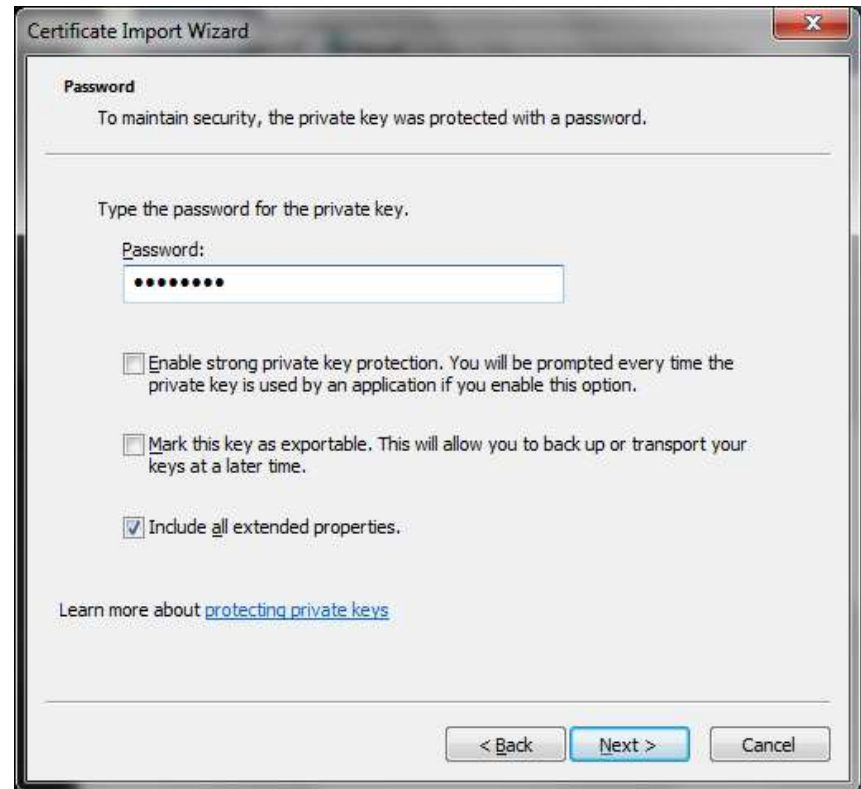 Certificate Import Wizard
Password
To maintain security, the private key was protected with a password.
Type the password for the private key.
Password:
••••••••
Enable strong private key protection. You will be prompted every time the
private key is used by an application if you enable this option.
Mark this key as exportable. This will allow you to back up or transport your
keys at a later time.
Include all extended properties.
Learn more about protecting private keys
< Back Next > Cancel